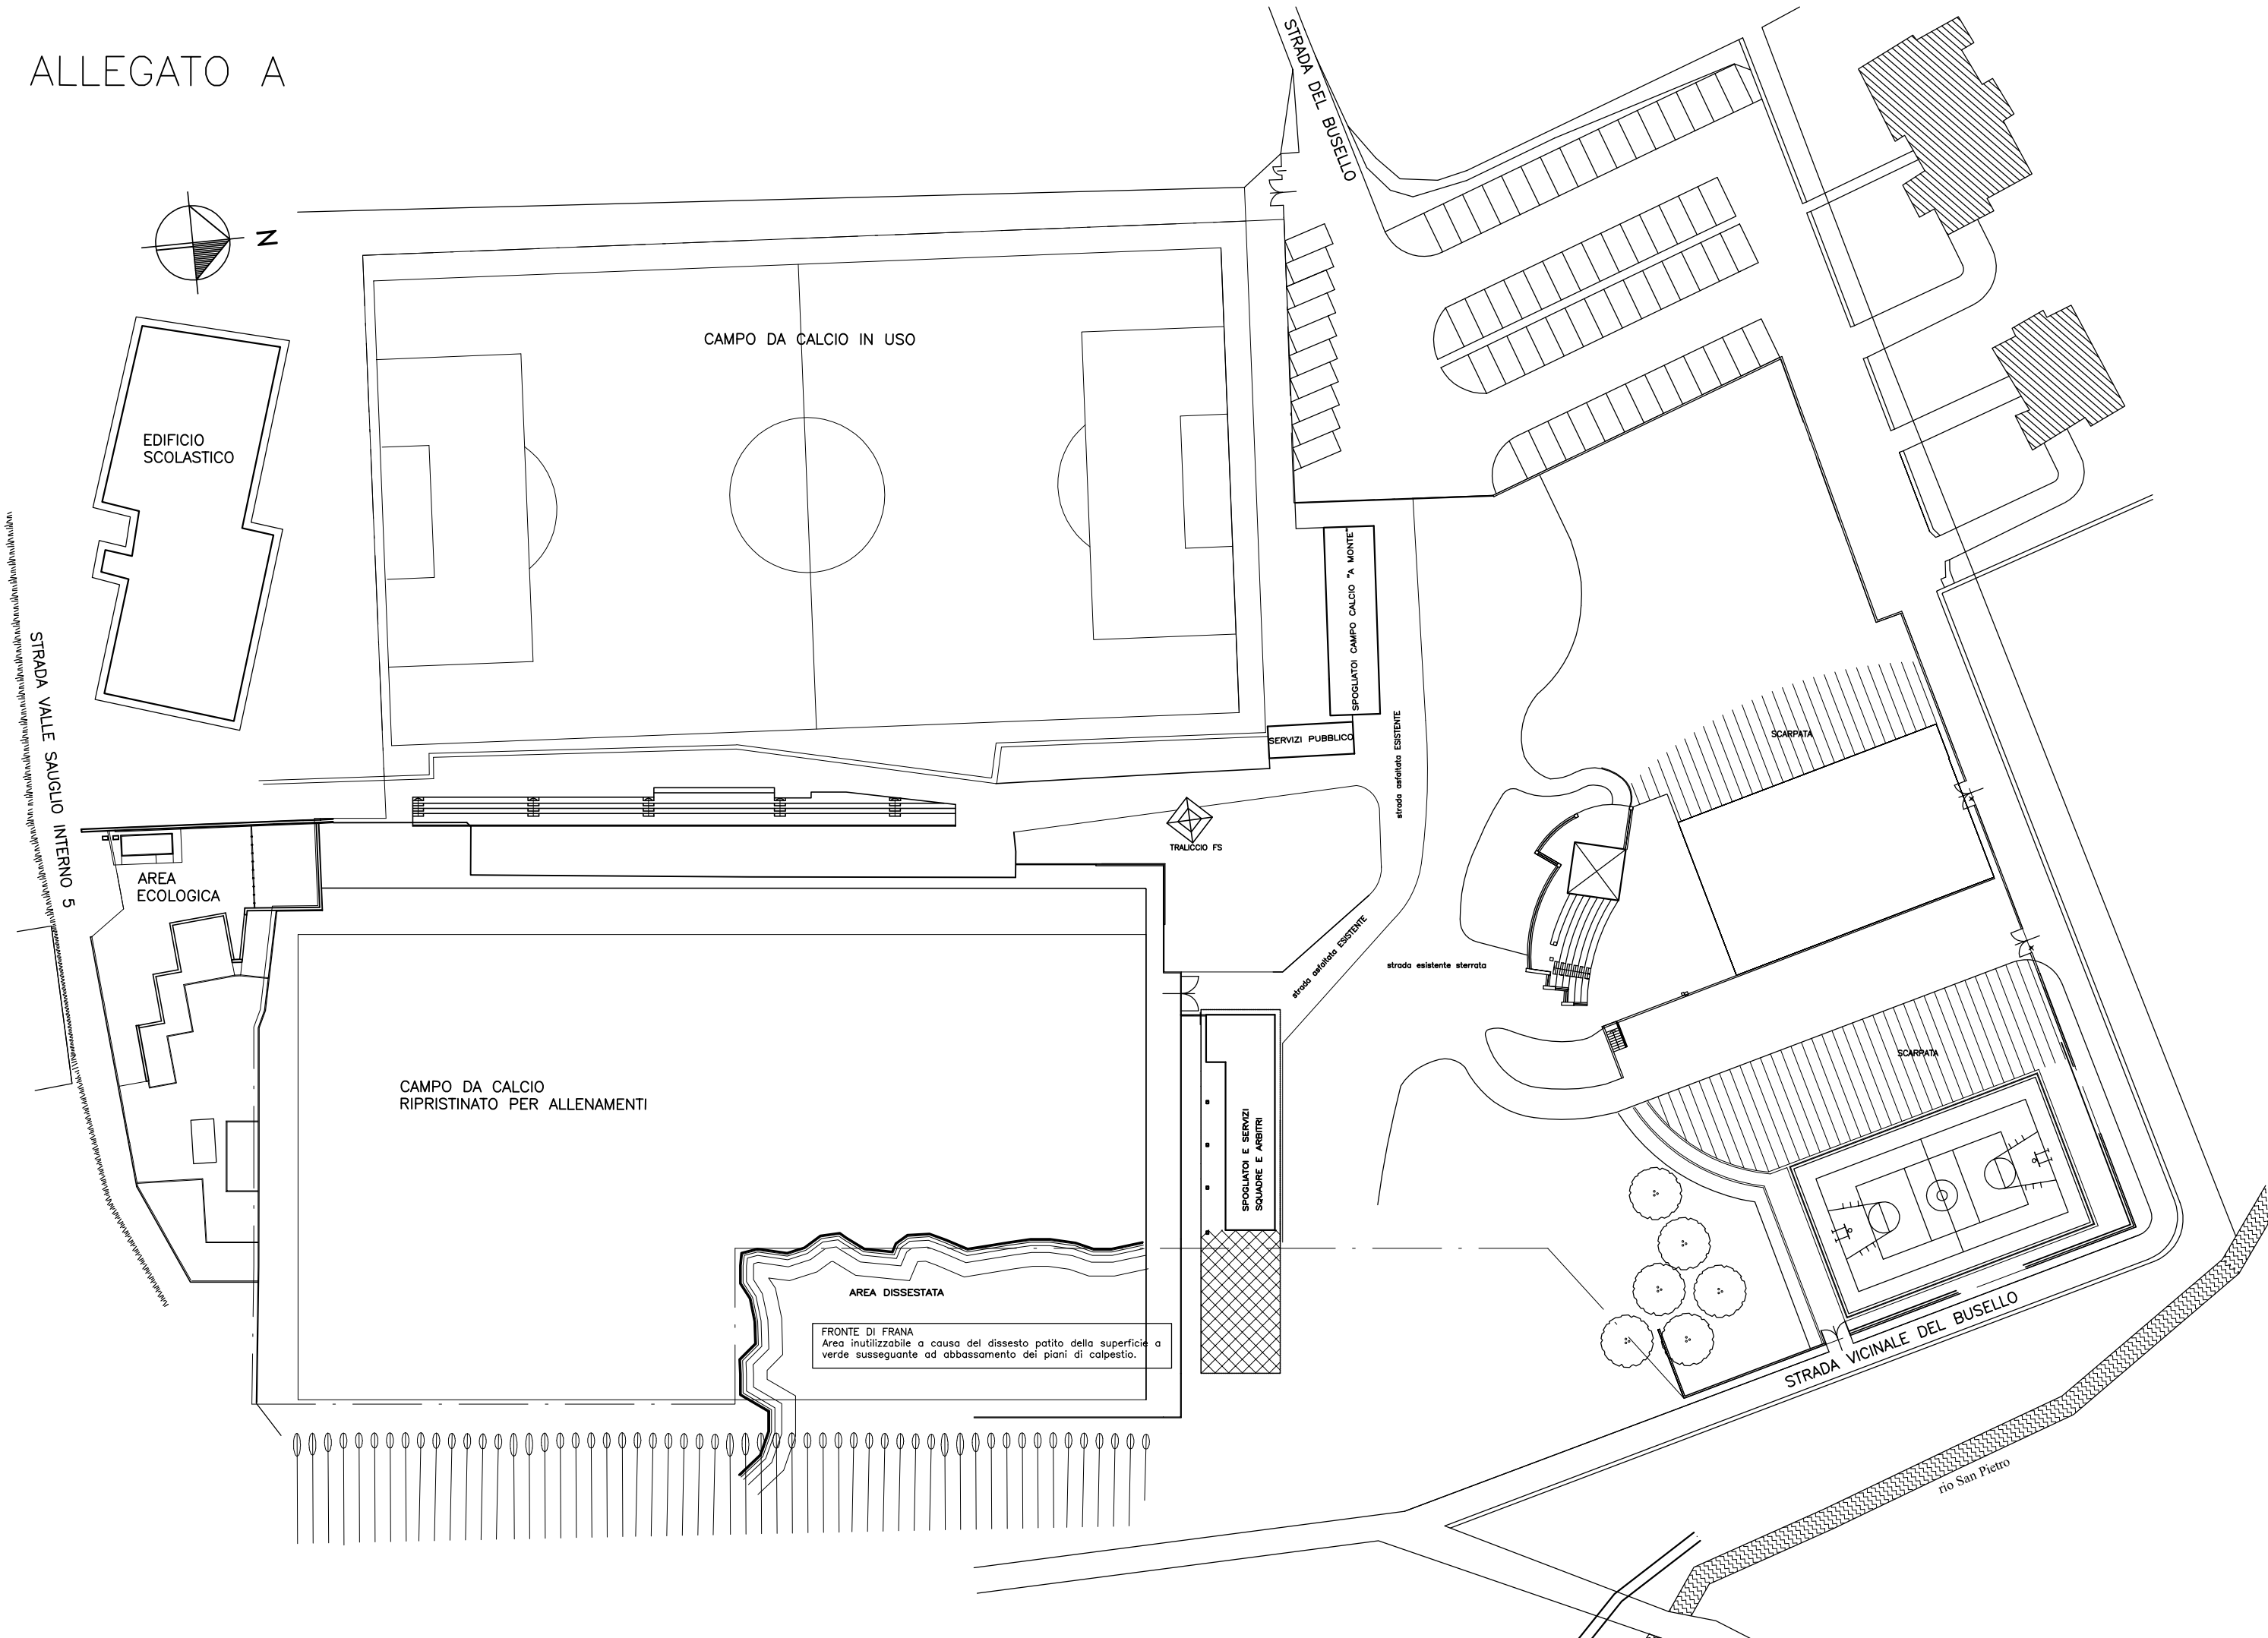 ALLEGATO A
STRADA DEL BUSELLO
N
CAMPO DA CALCIO IN USO
EDIFICIO
SCOLASTICO
SPOGLIATOI CAMPO CALCIO "A MONTE"
STRADA VALLE SAUGLIO INTERNO 5
SERVIZI PUBBLICO
strada asfaltata ESISTENTE
SCARPATA
TRALICCIO FS
AREA
ECOLOGICA
strada asfaltata ESISTENTE
strada esistente sterrata
SCARPATA
CAMPO DA CALCIO
RIPRISTINATO PER ALLENAMENTI
SPOGLIATOI E SERVIZI
SQUADRE E ARBITRI
AREA DISSESTATA
FRONTE DI FRANA
Area inutilizzabile a causa del dissesto patito della superficie a
verde susseguante ad abbassamento dei piani di calpestio.
STRADA VICINALE DEL BUSELLO
rio San Pietro